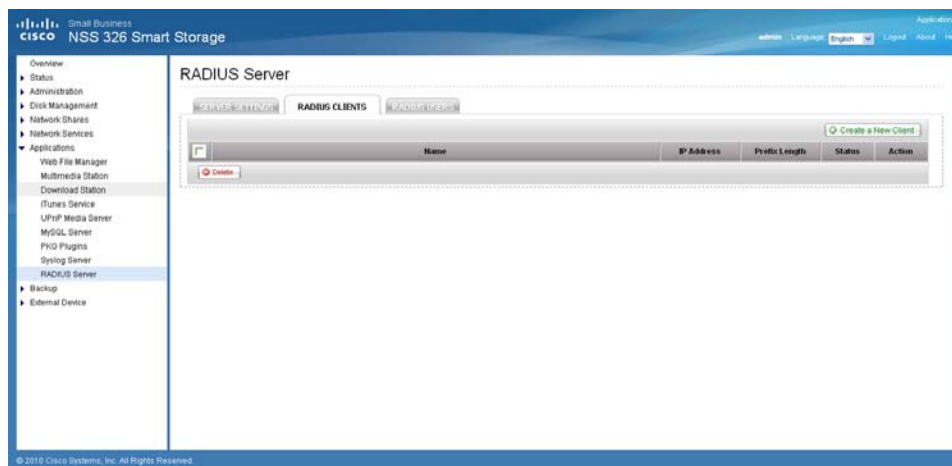 Small Business
CISCO NSS 326 Smart Storage
Application
admin Language: English Logout About He
Overview
Status
Administration
Disk Management
Network Shares
Network Services
Applications
Web File Manager
Multimedia Station
Download Station
iTunes Service
UPnP Media Server
MySQL Server
PKG Plugins
Syslog Server
RADIUS Server
Backup
External Device
RADIUS Server
SERVER SETTINGS RADIUS CLIENTS RADIUS USERS
Create a New Client
Name IP Address Prefix Length Status Action
Delete
© 2010 Cisco Systems, Inc. All Rights Reserved.